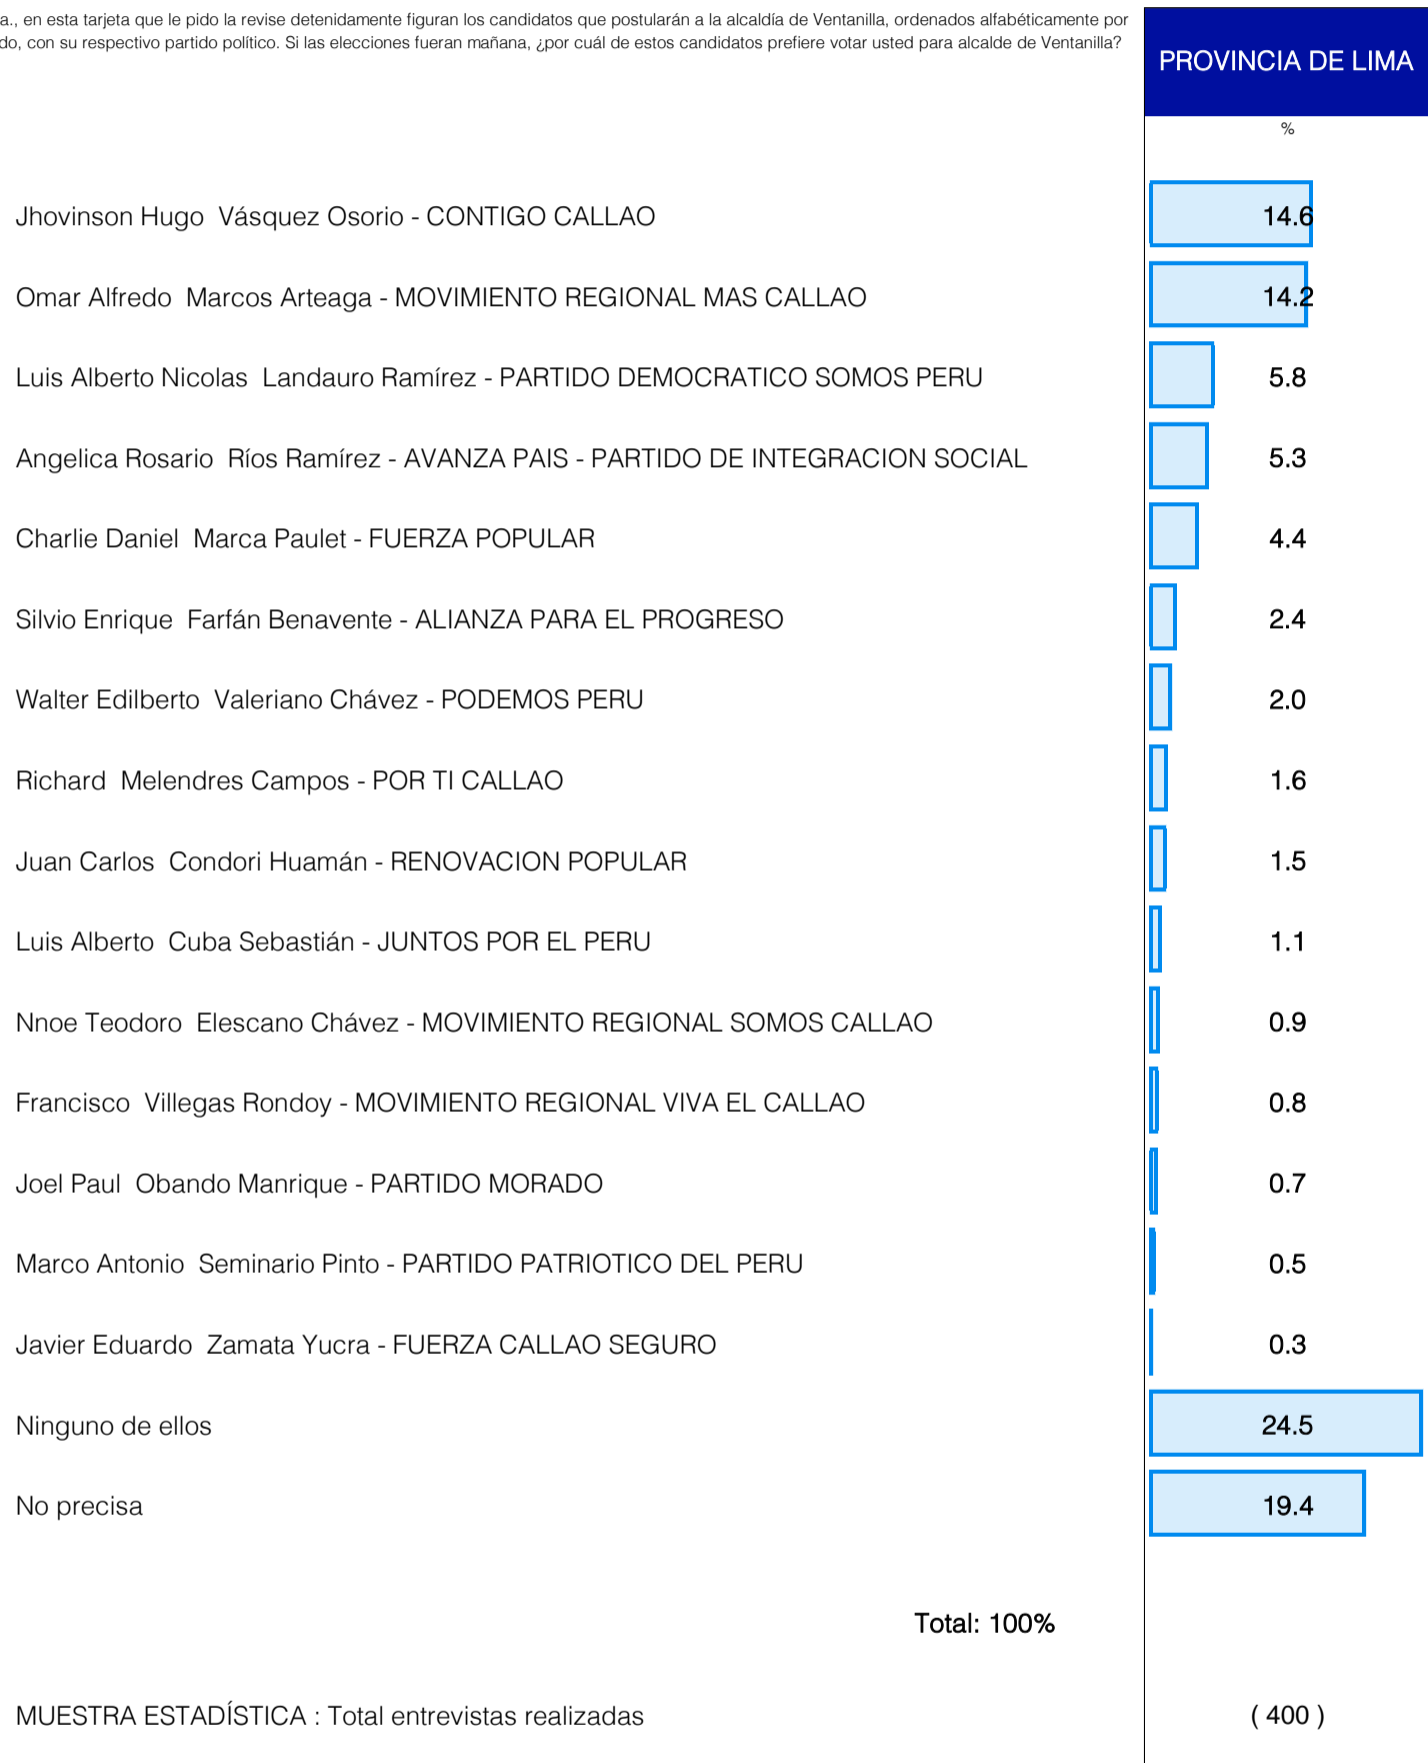 a., en esta tarjeta que le pido la revise detenidamente figuran los candidatos que postularán a la alcaldía de Ventanilla, ordenados alfabéticamente por
do, con su respectivo partido político. Si las elecciones fueran mañana, ¿por cuál de estos candidatos prefiere votar usted para alcalde de Ventanilla?
PROVINCIA DE LIMA
%
Jhovinson Hugo Vásquez Osorio - CONTIGO CALLAO 14.6
Omar Alfredo Marcos Arteaga - MOVIMIENTO REGIONAL MAS CALLAO 14.2
Luis Alberto Nicolas Landauro Ramírez - PARTIDO DEMOCRATICO SOMOS PERU 5.8
Angelica Rosario Ríos Ramírez - AVANZA PAIS - PARTIDO DE INTEGRACION SOCIAL 5.3
Charlie Daniel Marca Paulet - FUERZA POPULAR 4.4
Silvio Enrique Farfán Benavente - ALIANZA PARA EL PROGRESO 2.4
Walter Edilberto Valeriano Chávez - PODEMOS PERU 2.0
Richard Melendres Campos - POR TI CALLAO 1.6
Juan Carlos Condori Huamán - RENOVACION POPULAR 1.5
Luis Alberto Cuba Sebastián - JUNTOS POR EL PERU 1.1
Nnoe Teodoro Elescano Chávez - MOVIMIENTO REGIONAL SOMOS CALLAO 0.9
Francisco Villegas Rondoy - MOVIMIENTO REGIONAL VIVA EL CALLAO 0.8
Joel Paul Obando Manrique - PARTIDO MORADO 0.7
Marco Antonio Seminario Pinto - PARTIDO PATRIOTICO DEL PERU 0.5
Javier Eduardo Zamata Yucra - FUERZA CALLAO SEGURO 0.3
Ninguno de ellos 24.5
No precisa 19.4
Total: 100%
MUESTRA ESTADÍSTICA : Total entrevistas realizadas ( 400 )